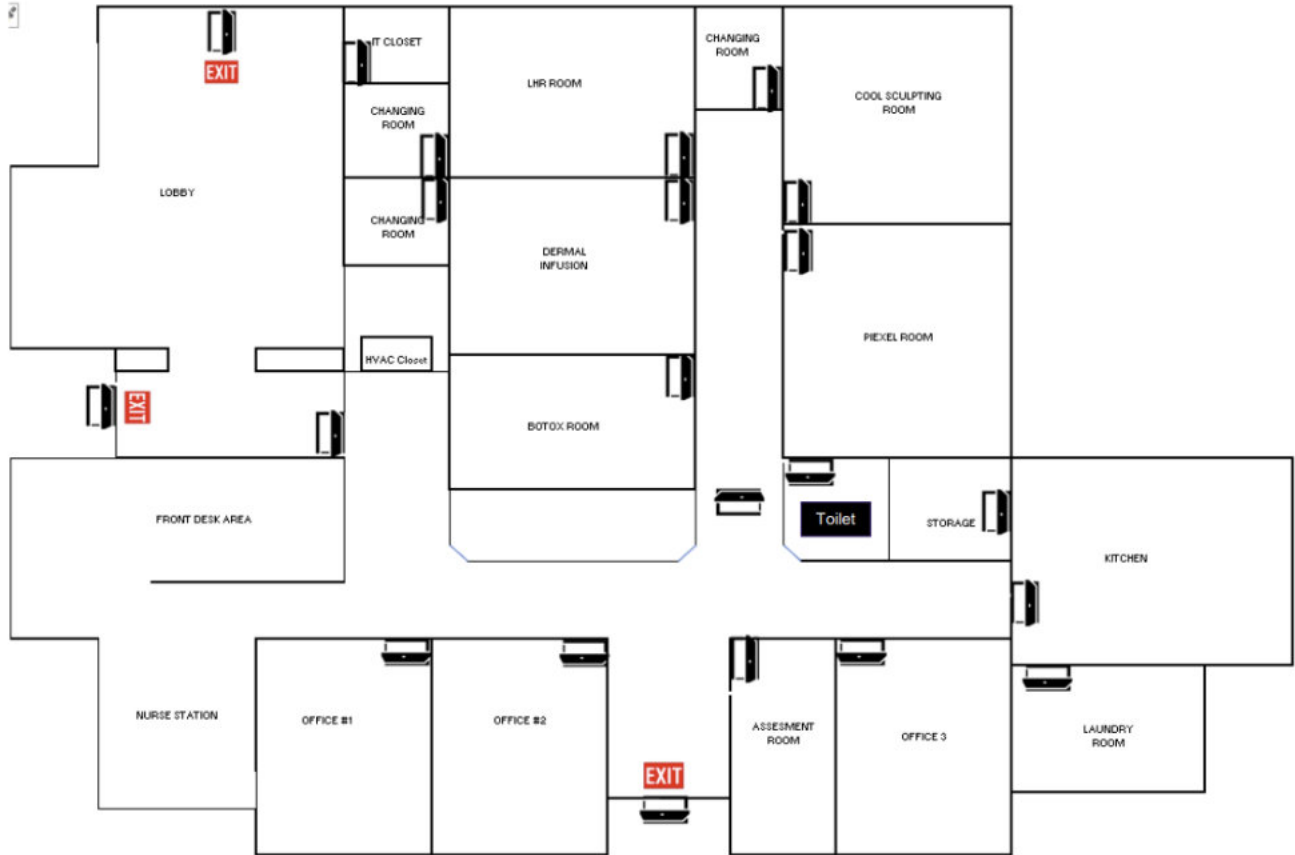 IT CLOSET
CHANGING
ROOM
LHR ROOM
EXIT
COOL SCULPTING
ROOM
CHANGING
ROOM
LOBBY
CHANGING
ROOM
DERMAL
INFUSION
PIEXEL ROOM
HVAC Closet
EXIT
BOTOX ROOM
FRONT DESK AREA
Toilet
STORAGE
KITCHEN
NURSE STATION
OFFICE #1
OFFICE #2
ASSESMENT
ROOM
OFFICE 3
LAUNDRY
ROOM
EXIT